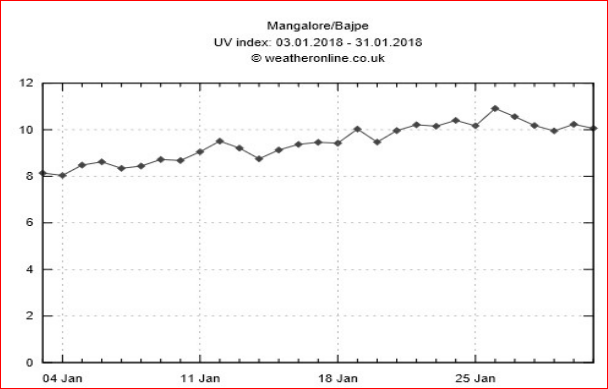 Mangalore/Bajpe
UV index: 03.01.2018 - 31.01.2018
© weatheronline.co.uk
12
10
8
6
4
2
0
04 Jan 11 Jan 18 Jan 25 Jan